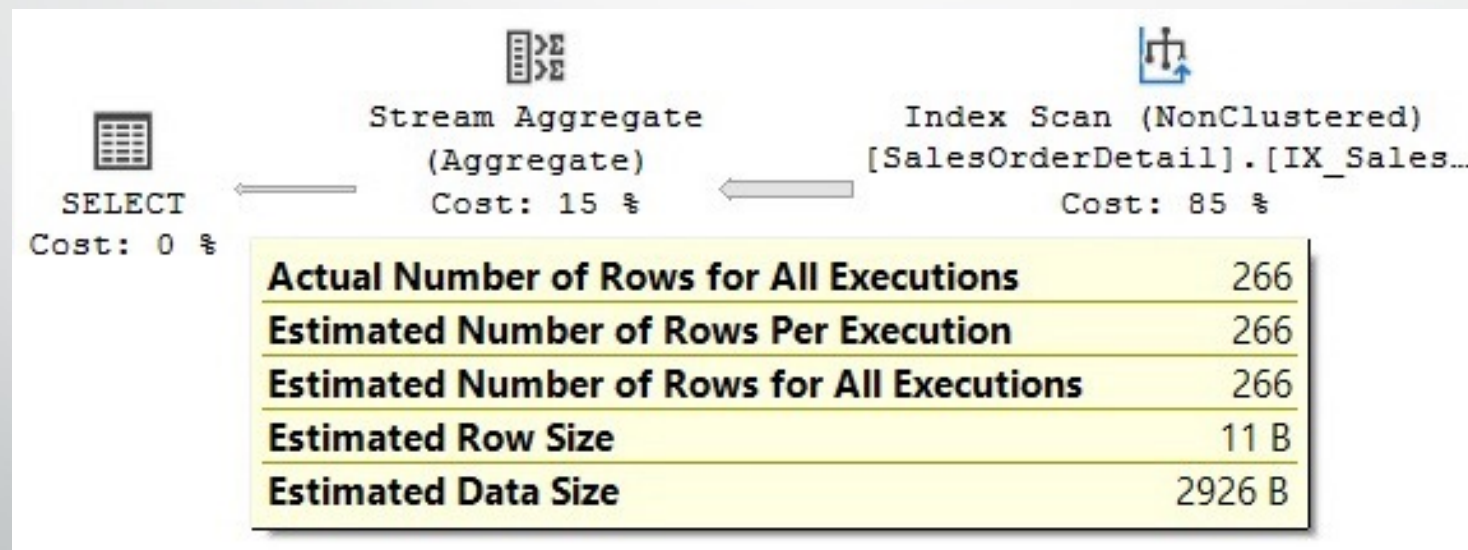 Stream Aggregate
(Aggregate)
Cost: 15 %
Index Scan (NonClustered)
[SalesOrderDetail].[IX_Sales…
Cost: 85 %
SELECT
Cost: 0 %
Actual Number of Rows for All Executions 266
Estimated Number of Rows Per Execution 266
Estimated Number of Rows for All Executions 266
Estimated Row Size 11 B
Estimated Data Size 2926 B